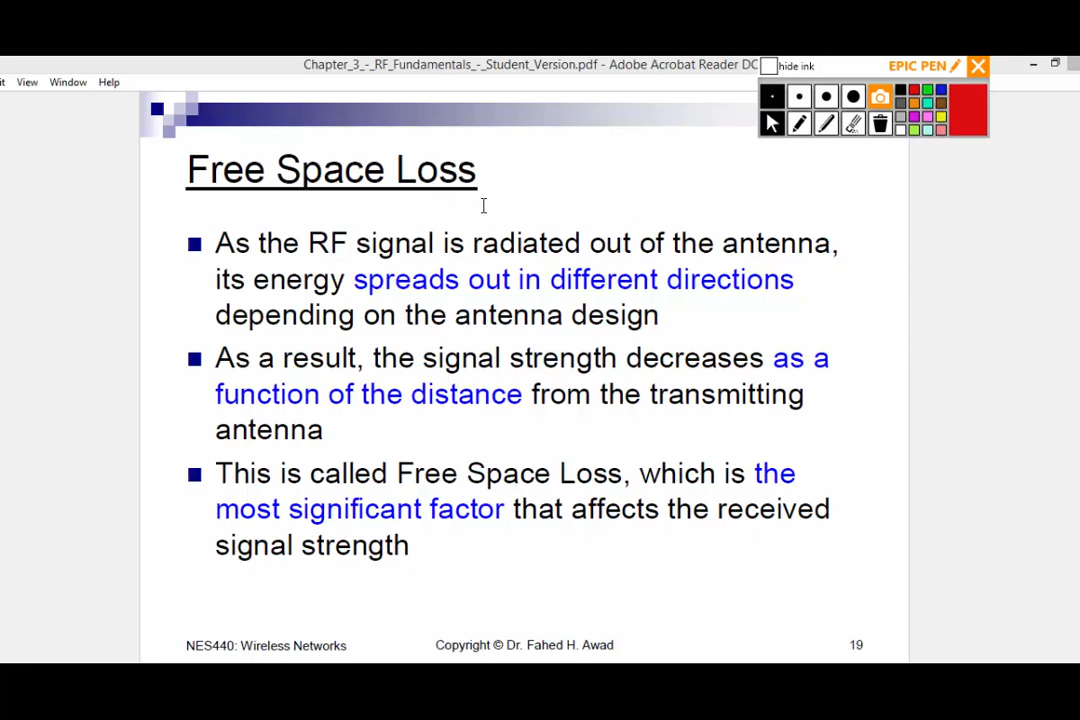 Chapter_3_-_RF_Fundamentals_-_Student_Version.pdf - Adobe Acrobat Reader DC
hide ink
EPIC PEN
it View Window Help
Free Space Loss
As the RF signal is radiated out of the antenna,
its energy spreads out in different directions
depending on the antenna design
As a result, the signal strength decreases as a
function of the distance from the transmitting
antenna
This is called Free Space Loss, which is the
most significant factor that affects the received
signal strength
NES440: Wireless Networks
Copyright © Dr. Fahed H. Awad
19